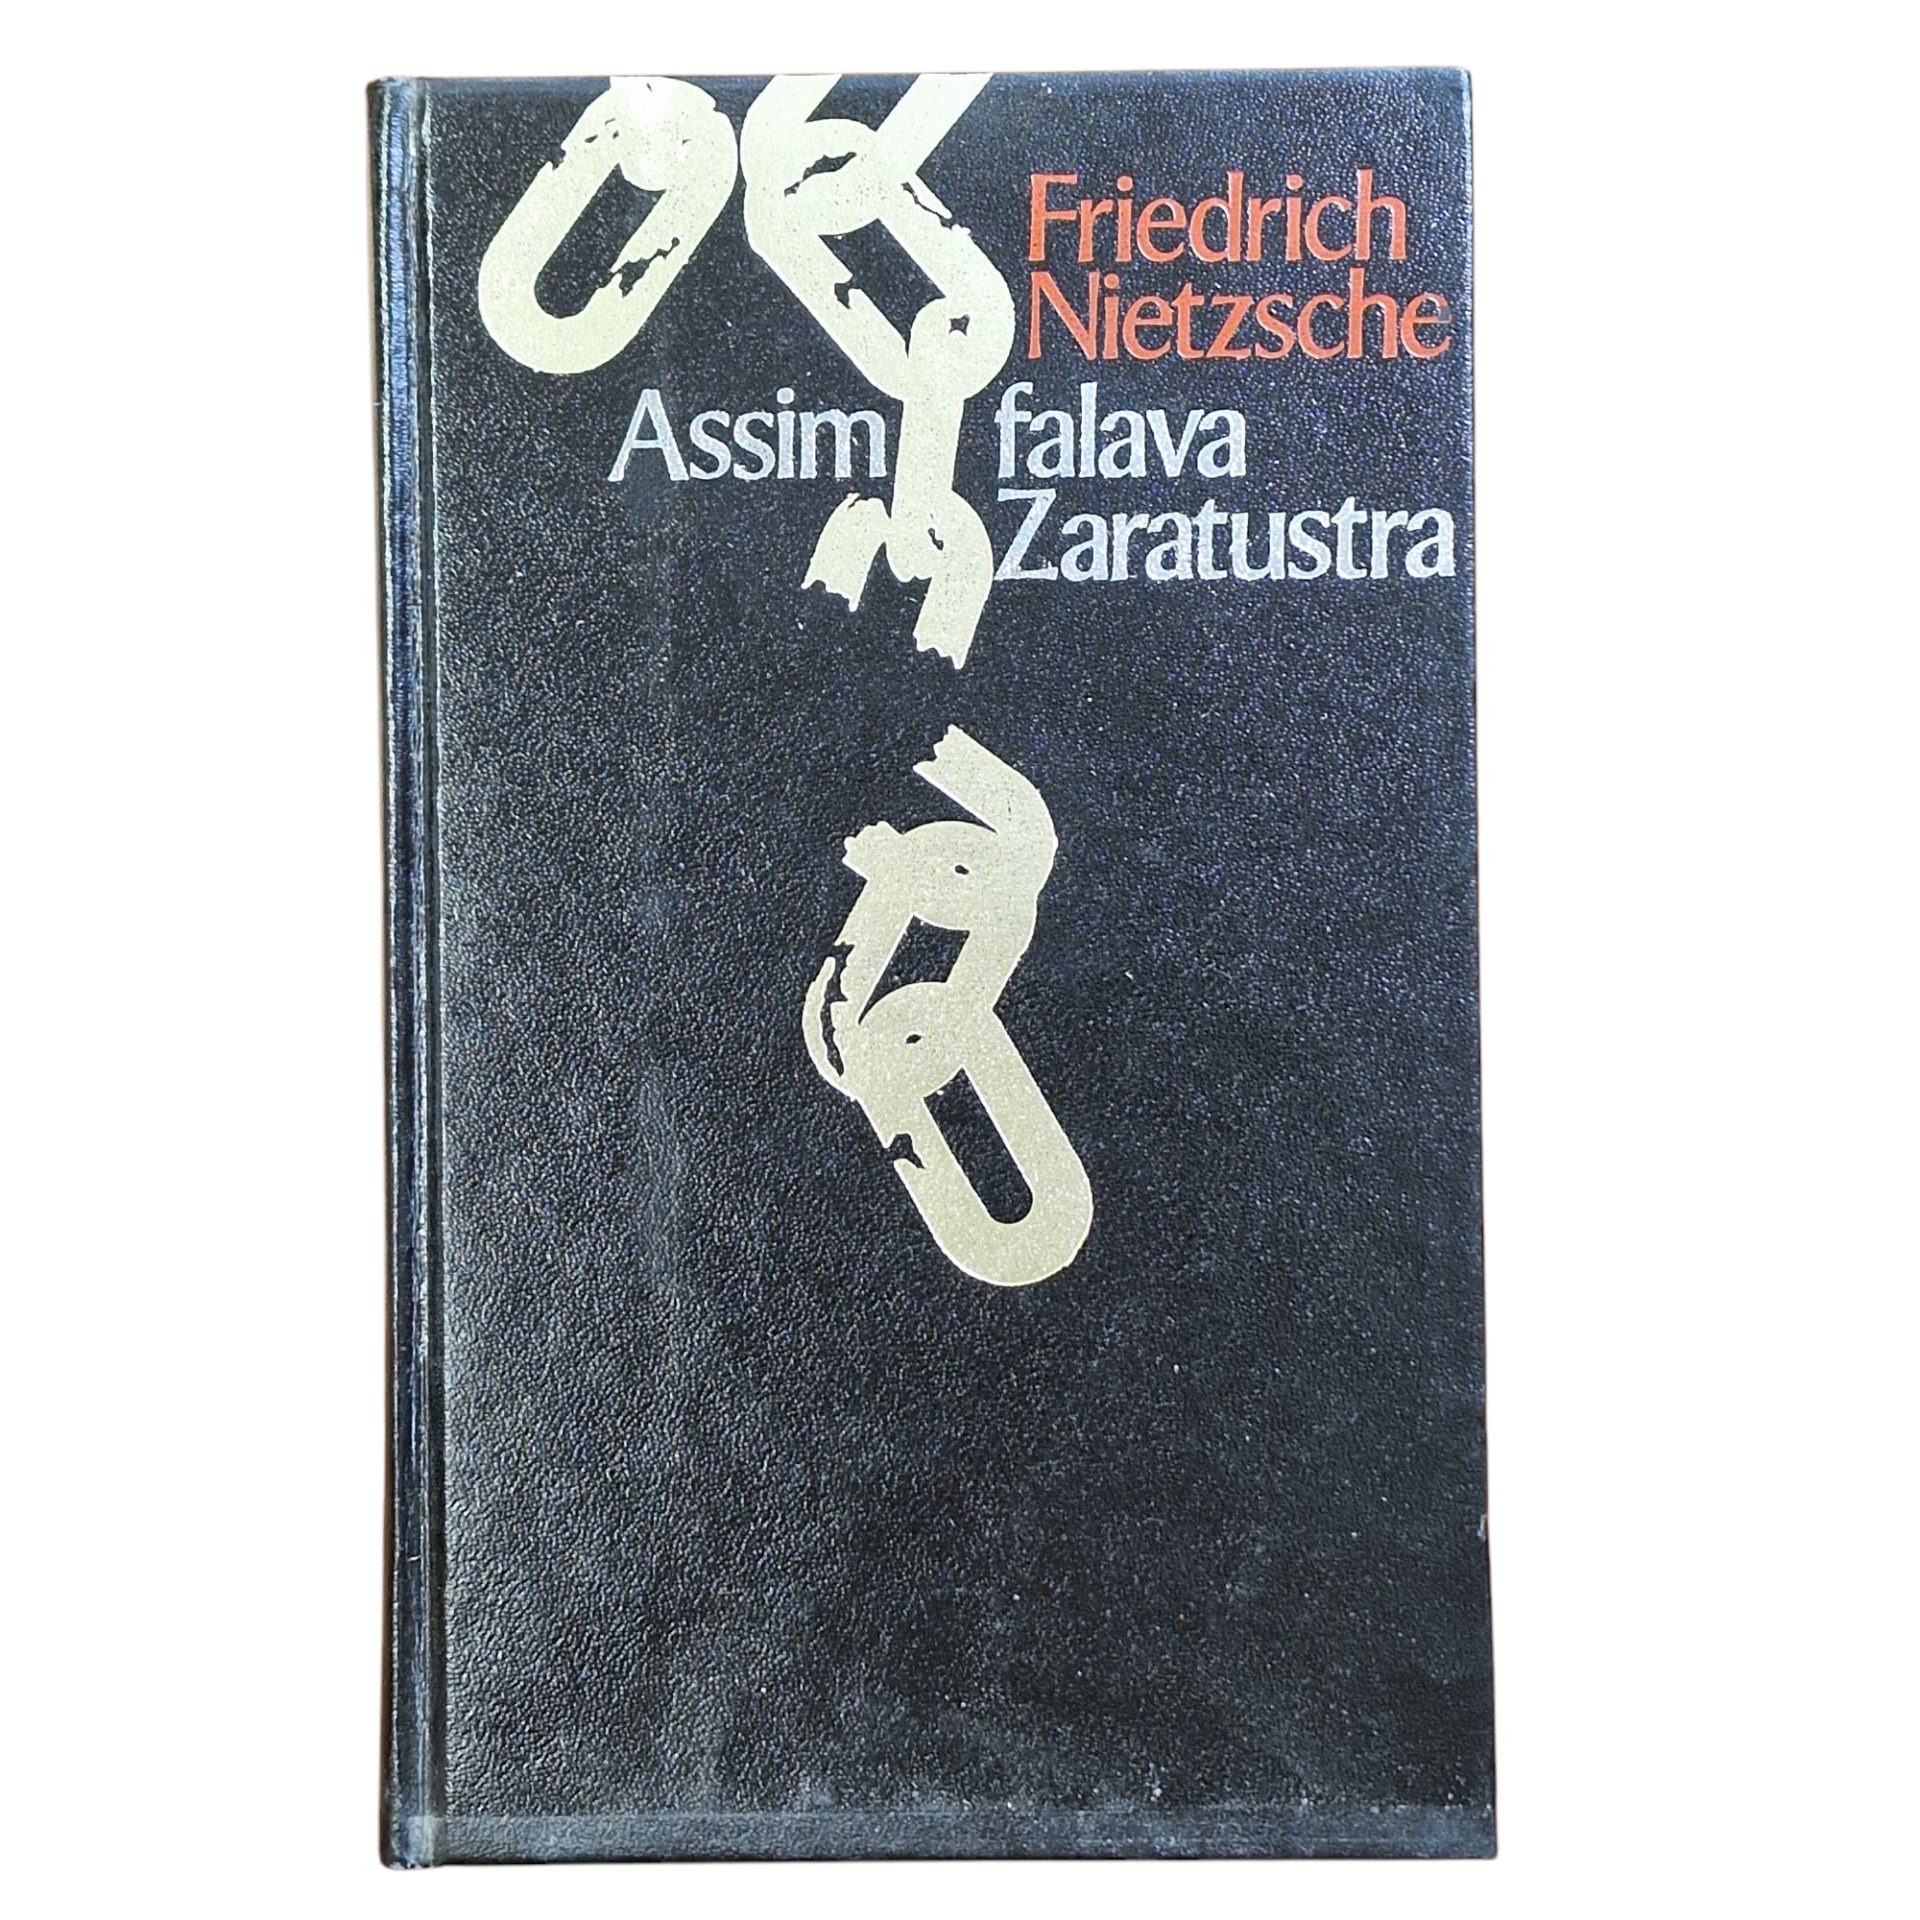 Friedrich
Nietzsche
Assim falava
Zaratustra